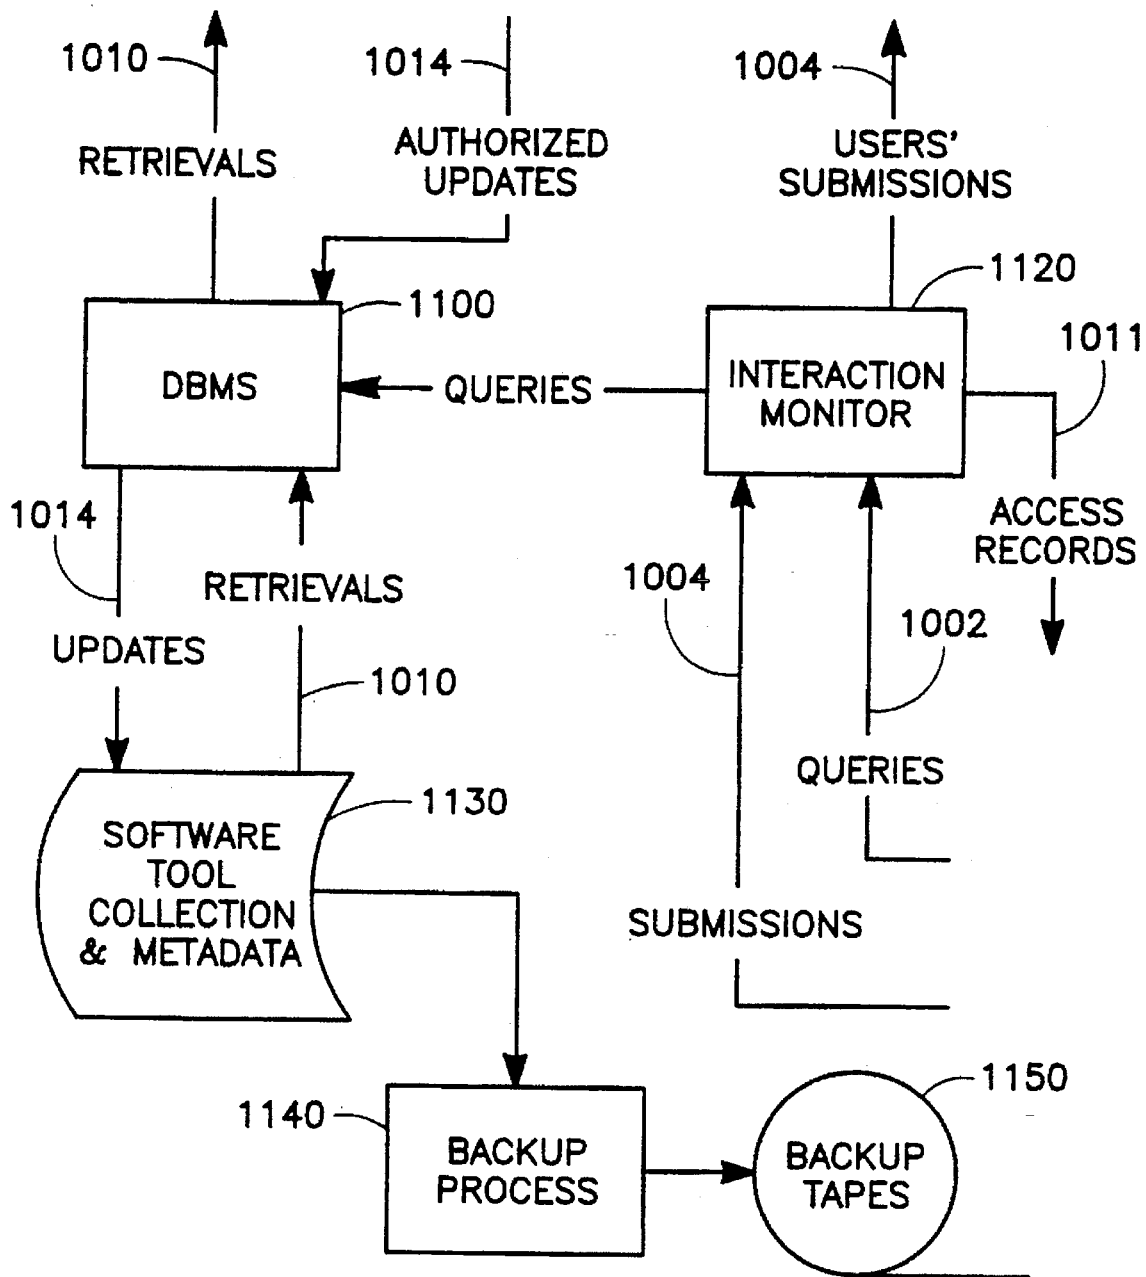 1010
1014
1004
RETRIEVALS
AUTHORIZED
UPDATES
USERS'
SUBMISSIONS
1100
1120
1011
DBMS
QUERIES
INTERACTION
MONITOR
1014
ACCESS
RECORDS
RETRIEVALS
1004
1002
UPDATES
1010
QUERIES
1130
SOFTWARE
TOOL
COLLECTION
& METADATA
SUBMISSIONS
1140
1150
BACKUP
PROCESS
BACKUP
TAPES